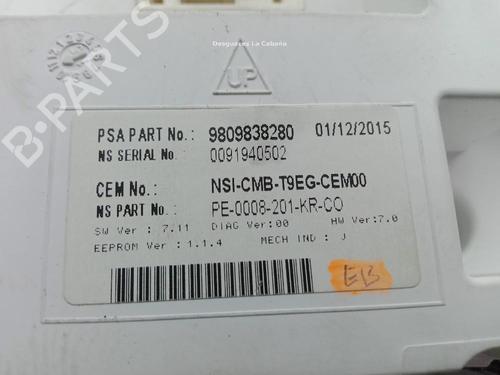 Desguaces La Cabaña
UP
PSA PART No.: 9809838280 01/12/2015
NS SERIAL No.: 0091940502
CEM No.: NSI-CMB-T9EG-CEM00
NS PART No.: PE-0008-201-KR-CO
SW Ver : 7.11 DIAG Ver:00 HW Ver:7.0
EEPROM Ver : 1.1.4 MECH IND : J
EB
B-PARTS